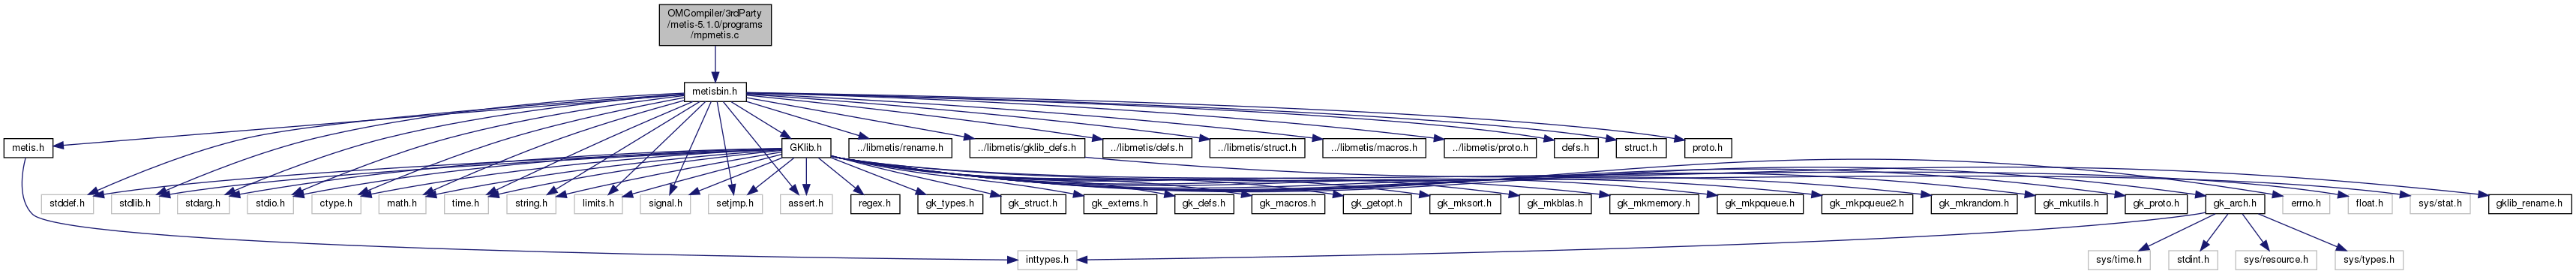 OMCompiler/3rdParty
/metis-5.1.0/programs
/mpmetis.c
metisbin.h
metis.h
GKlib.h
../libmetis/rename.h
../libmetis/gklib_defs.h
../libmetis/defs.h
../libmetis/struct.h
../libmetis/macros.h
../libmetis/proto.h
defs.h
struct.h
proto.h
stddef.h
stdlib.h
stdarg.h
stdio.h
ctype.h
math.h
time.h
string.h
limits.h
signal.h
setjmp.h
assert.h
regex.h
gk_types.h
gk_struct.h
gk_externs.h
gk_defs.h
gk_macros.h
gk_getopt.h
gk_mksort.h
gk_mkblas.h
gk_mkmemory.h
gk_mkpqueue.h
gk_mkpqueue2.h
gk_mkrandom.h
gk_mkutils.h
gk_proto.h
gk_arch.h
errno.h
float.h
sys/stat.h
gklib_rename.h
inttypes.h
sys/time.h
stdint.h
sys/resource.h
sys/types.h